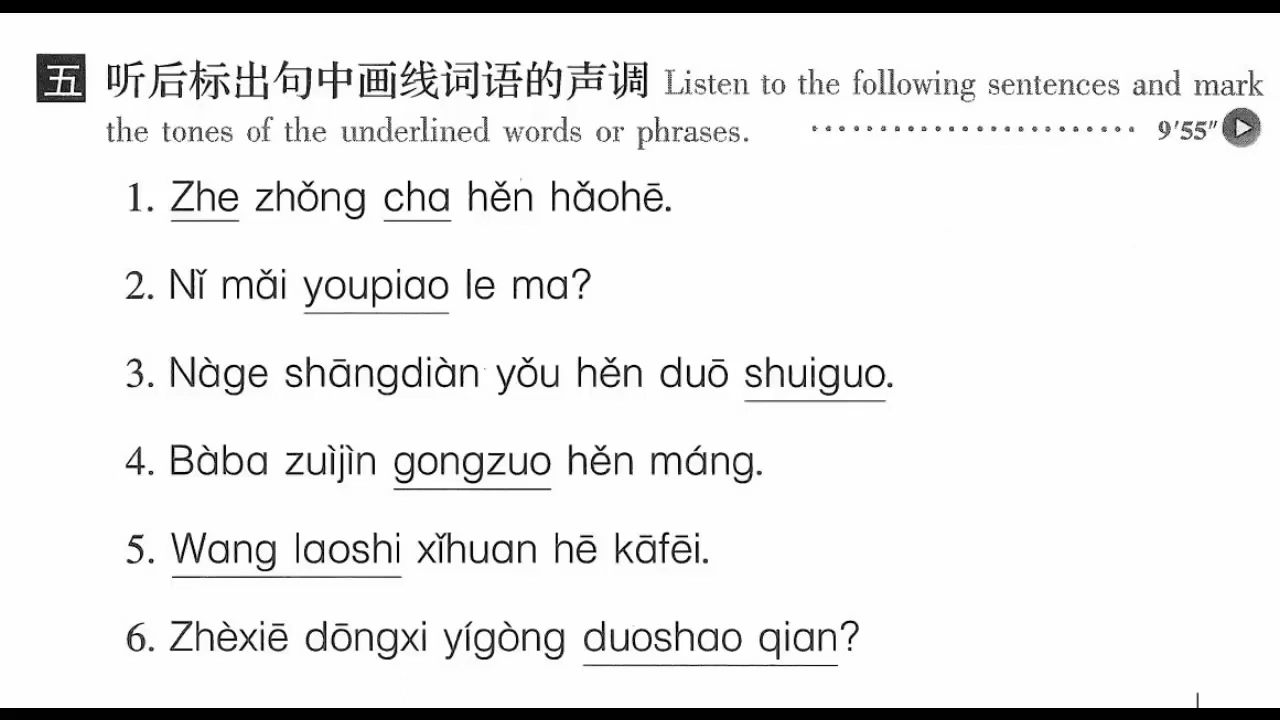 五 听后标出句中画线词语的声调 Listen to the following sentences and mark
the tones of the underlined words or phrases. ························ 9′55″
1. Zhe zhǒng cha hěn hǎohē.
2. Nǐ mǎi youpiao le ma?
3. Nàge shāngdiàn yǒu hěn duō shuiguo.
4. Bàba zuìjìn gongzuo hěn máng.
5. Wang laoshi xǐhuan hē kāfēi.
6. Zhèxiē dōngxi yígòng duoshao qian?